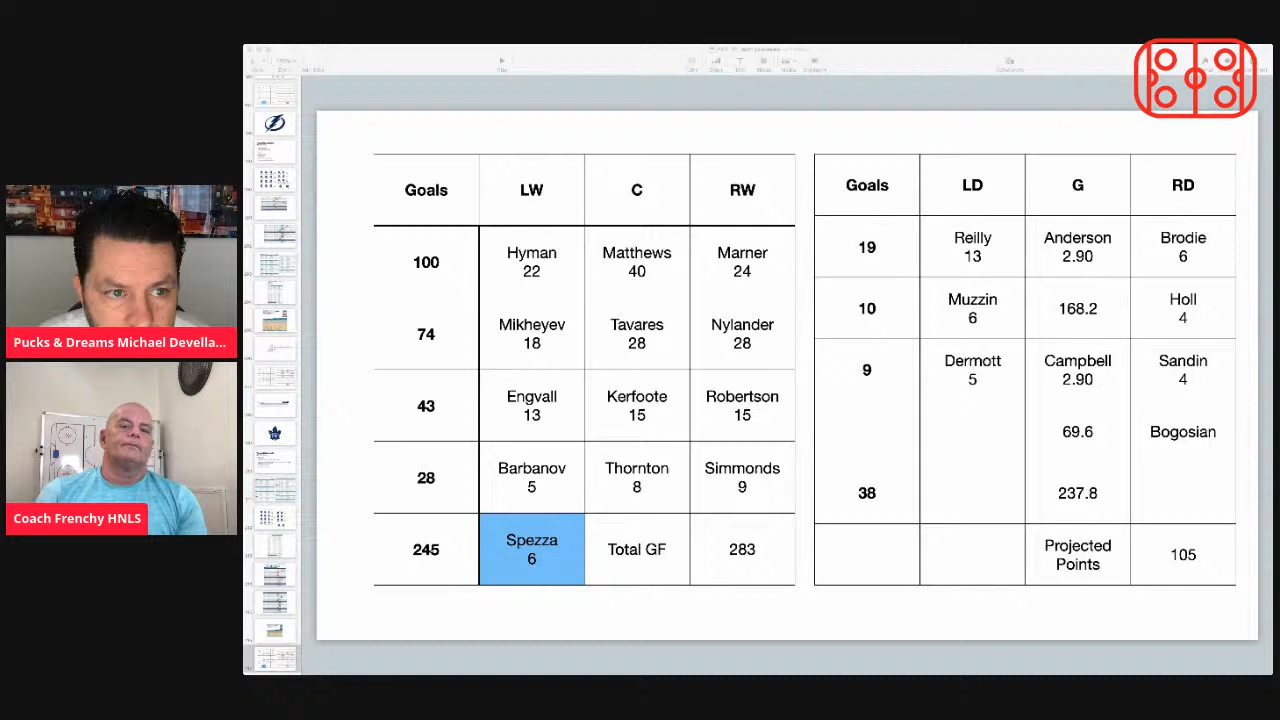 Goals LW C RW
100 Hyman 22 Matthews 40 Marner 24
74 Mikheyev 18 Tavares 28 Nylander 28
43 Engvall 13 Kerfoote 15 Robertson 15
28 Barbanov 5 Thornton 8 Simmonds 9
245 Spezza 6 Total GF 283
Goals LD G RD
19 Reilly 13 Anderson 2.90 Brodie 6
10 Muzzin 6 168.2 Holl 4
9 Dermott 5 Campbell 2.90 Sandin 4
69.6 Bogosian
38 237.8
Projected Points 105
Pucks & Dreams Michael Devella...
Coach Frenchy HNLS